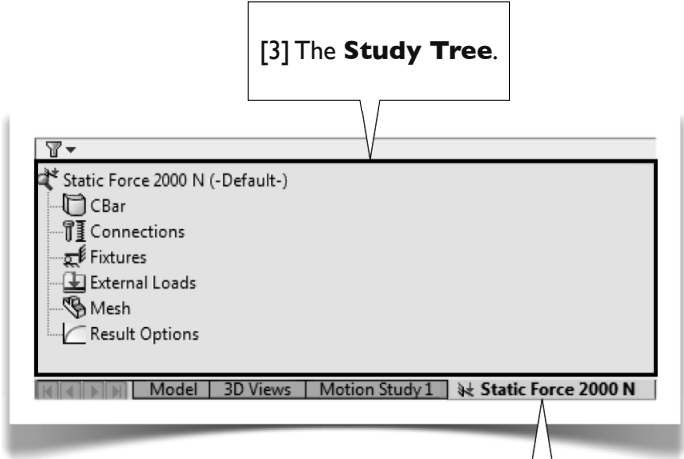 [3] The Study Tree.
Static Force 2000 N (-Default-)
CBar
Connections
Fixtures
External Loads
Mesh
Result Options
Model 3D Views Motion Study 1 Static Force 2000 N